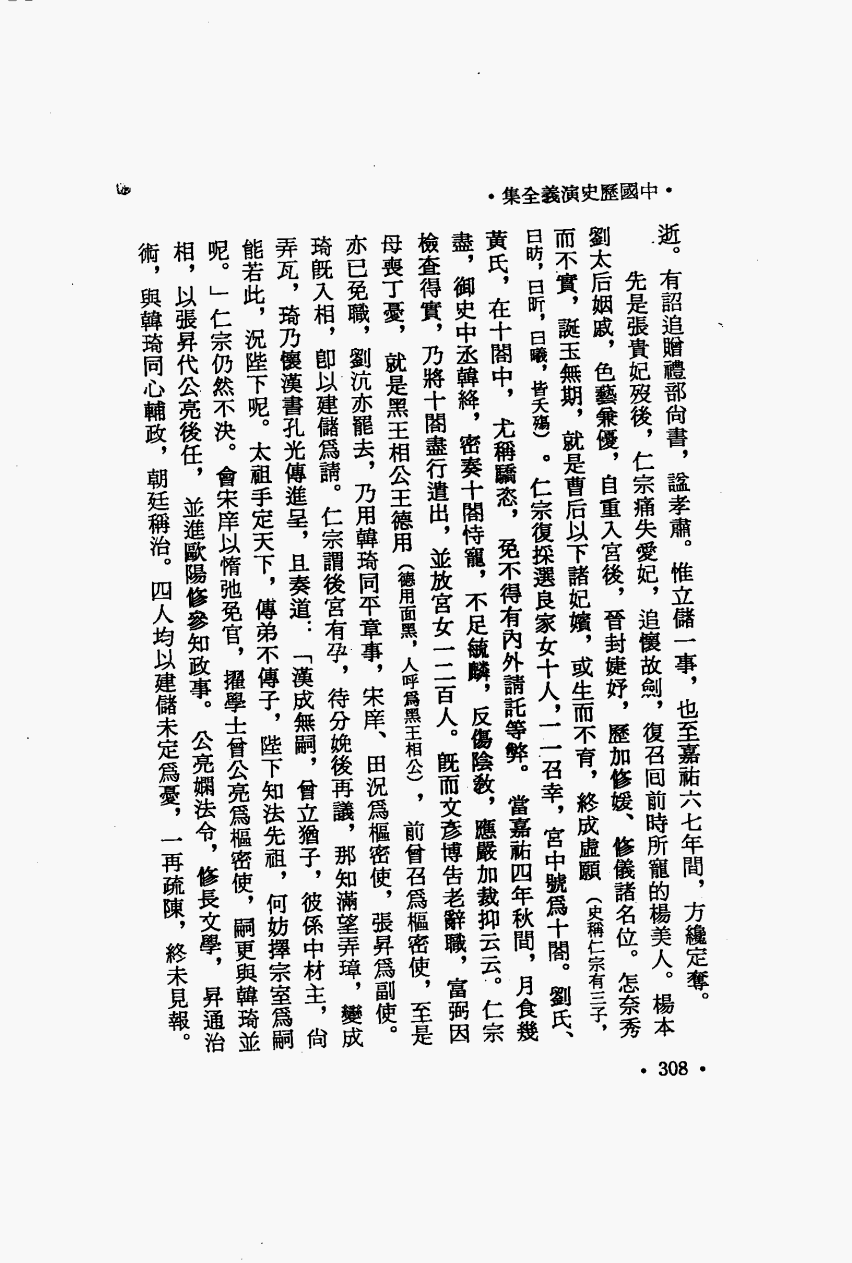 •中國歷史演義全集•
逝。有詔追贈禮部尙書，諡孝肅。惟立儲一事，也至嘉祐六七年間，方纔定奪。
先是張貴妃歿後，仁宗痛失愛妃，追懷故劍，復召囘前時所寵的楊美人。楊本
劉太后姻戚，色藝兼優，自重入宮後，晉封婕妤，歷加修媛、修儀諸名位。怎奈秀
而不實，誕玉無期，就是曹后以下諸妃嬪，或生而不育，終成虛願（史稱仁宗有三子，
曰昉，曰昕，曰曦，皆夭殤）。仁宗復採選良家女十人，一一召幸，宮中號爲十閤。劉氏、
黃氏，在十閤中，尤稱驕恣，免不得有內外請託等弊。當嘉祐四年秋間，月食幾
盡，御史中丞韓絳，密奏十閤恃寵，不足毓麟，反傷陰敎，應嚴加裁抑云云。仁宗
檢查得實，乃將十閤盡行遣出，並放宮女一二百人。旣而文彥博告老辭職，富弼因
母喪丁憂，就是黑王相公王德用（德用面黑，人呼爲黑王相公），前曾召爲樞密使，至是
亦已免職，劉沆亦罷去，乃用韓琦同平章事，宋庠、田況爲樞密使，張昇爲副使。
琦旣入相，卽以建儲爲請。仁宗謂後宮有孕，待分娩後再議，那知滿望弄璋，變成
弄瓦，琦乃懷漢書孔光傳進呈，且奏道：「漢成無嗣，曾立猶子，彼係中材主，尙
能若此，況陛下呢。太祖手定天下，傳弟不傳子，陛下知法先祖，何妨擇宗室爲嗣
呢。」仁宗仍然不決。會宋庠以惰弛免官，擢學士曾公亮爲樞密使，嗣更與韓琦並
相，以張昇代公亮後任，並進歐陽修參知政事。公亮嫻法令，修長文學，昇通治
術，與韓琦同心輔政，朝廷稱治。四人均以建儲未定爲憂，一再疏陳，終未見報。
• 308 •